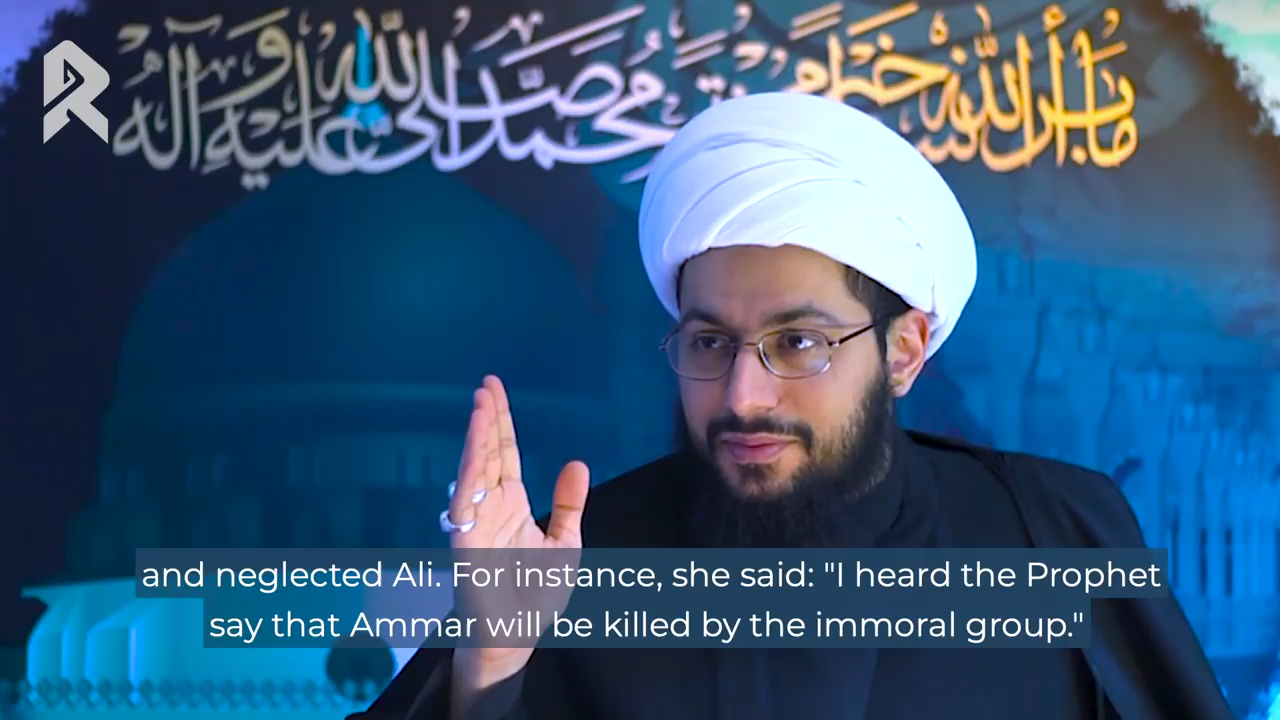 محمد صلى الله عليه وآله
and neglected Ali. For instance, she said: "I heard the Prophet
say that Ammar will be killed by the immoral group."